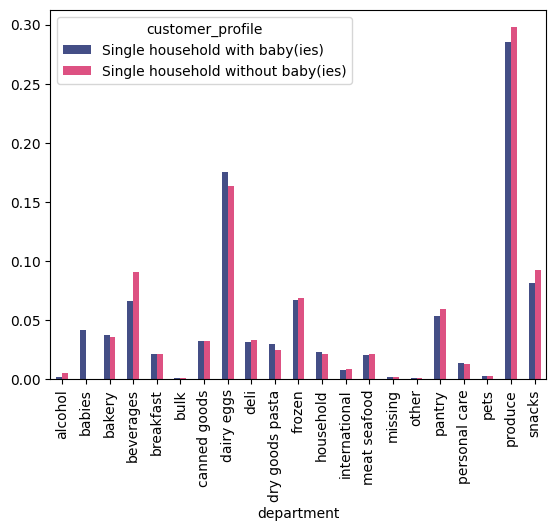 customer_profile
Single household with baby(ies)
Single household without baby(ies)
0.30
0.25
0.20
0.15
0.10
0.05
0.00
alcohol
babies
bakery
beverages
breakfast
bulk
canned goods
dairy eggs
deli
dry goods pasta
frozen
household
international
meat seafood
missing
other
pantry
personal care
pets
produce
snacks
department